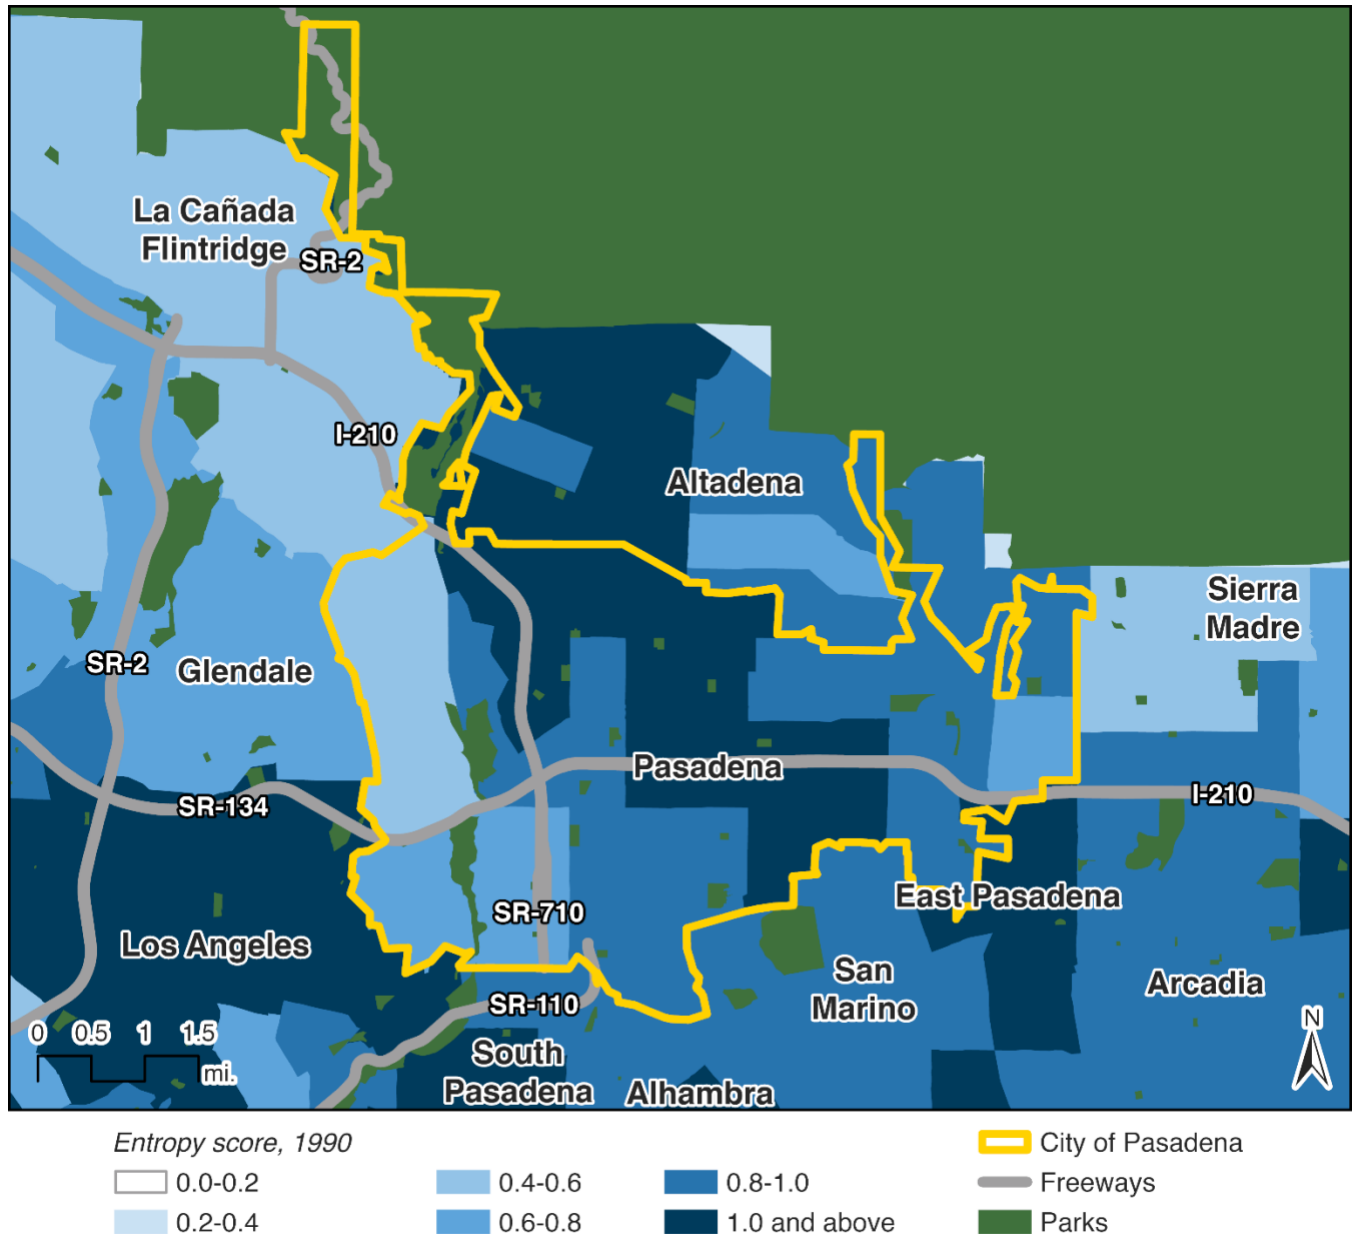 La Cañada
Flintridge
SR-2
I-210
Altadena
Sierra
Madre
SR-2
Glendale
Pasadena
SR-134
I-210
East Pasadena
SR-710
Los Angeles
San
Marino
Arcadia
SR-110
N
0 0.5 1 1.5
mi.
South
Pasadena
Alhambra
Entropy score, 1990
0.0-0.2
0.2-0.4
0.4-0.6
0.6-0.8
0.8-1.0
1.0 and above
City of Pasadena
Freeways
Parks